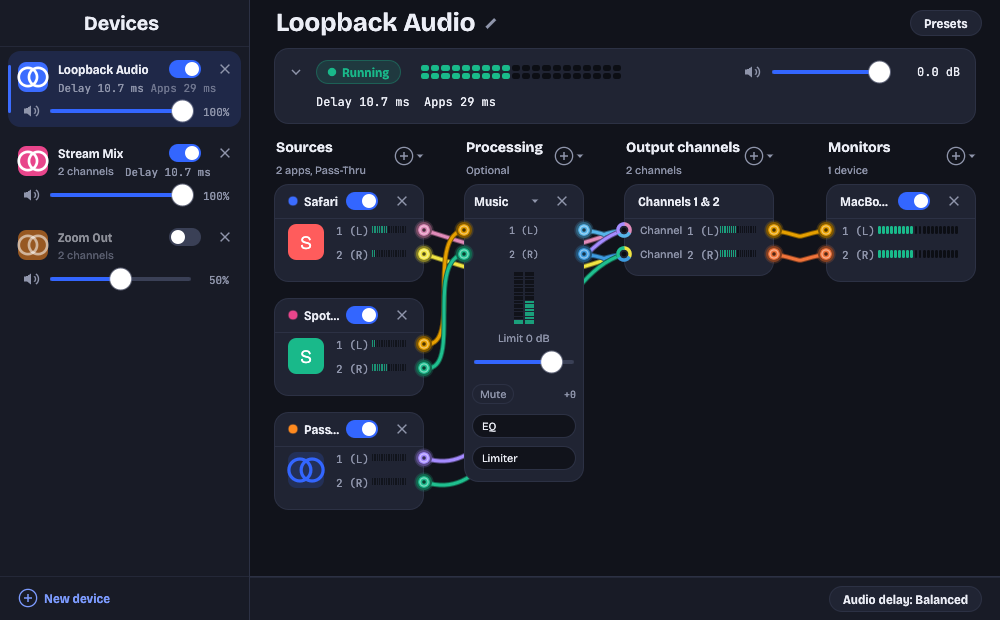 Devices
Loopback Audio
Delay 10.7 ms Apps 29 ms
100%
Stream Mix
2 channels Delay 10.7 ms
100%
Zoom Out
2 channels
50%
New device
Loopback Audio
Presets
Running
0.0 dB
Delay 10.7 ms Apps 29 ms
Sources
2 apps, Pass-Thru
Safari
S
1 (L)
2 (R)
Spot...
S
1 (L)
2 (R)
Pass...
1 (L)
2 (R)
Processing
Optional
Music
1 (L)
2 (R)
Limit 0 dB
Mute +0
EQ
Limiter
Output channels
2 channels
Channels 1 & 2
Channel 1 (L)
Channel 2 (R)
Monitors
1 device
MacBo...
1 (L)
2 (R)
Audio delay: Balanced